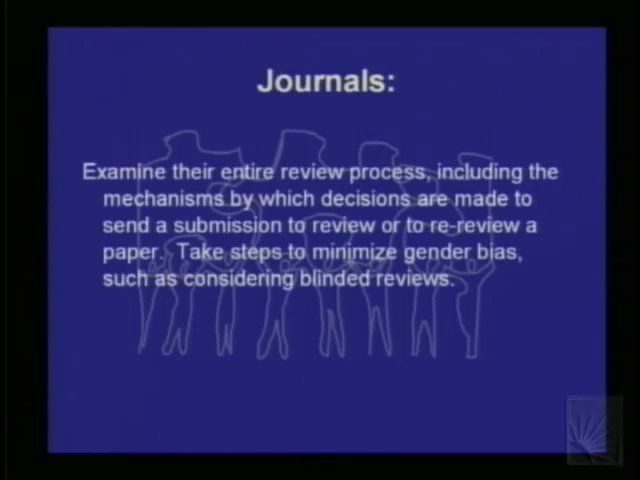 Journals:
Examine their entire review process, including the
mechanisms by which decisions are made to
send a submission to review or to re-review a
paper.  Take steps to minimize gender bias,
such as considering blinded reviews.